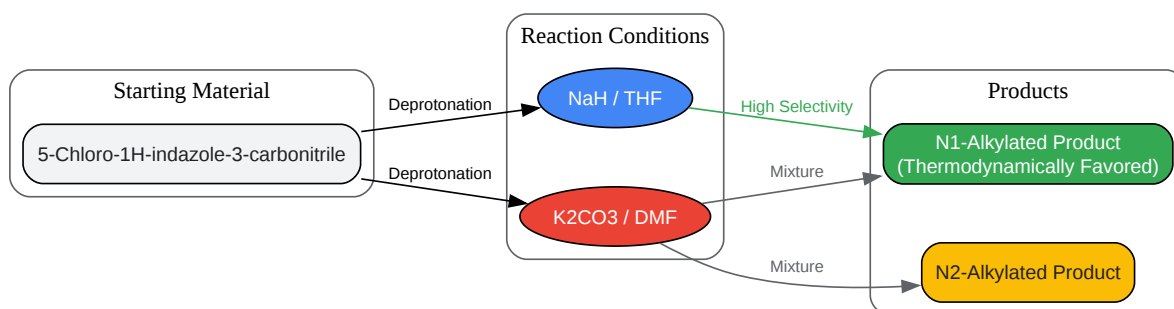 Reaction Conditions
Starting Material
Products
Deprotonation
NaH / THF
High Selectivity
5-Chloro-1H-indazole-3-carbonitrile
N1-Alkylated Product
(Thermodynamically Favored)
Deprotonation
Mixture
K2CO3 / DMF
Mixture
N2-Alkylated Product